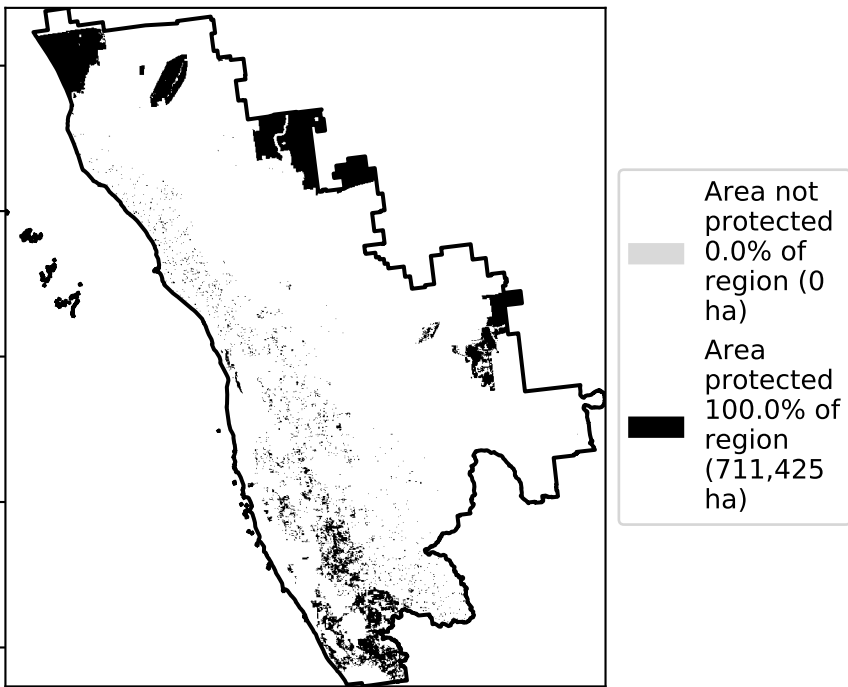 Area not
protected
0.0% of
region (0
ha)
Area
protected
100.0% of
region
(711,425
ha)